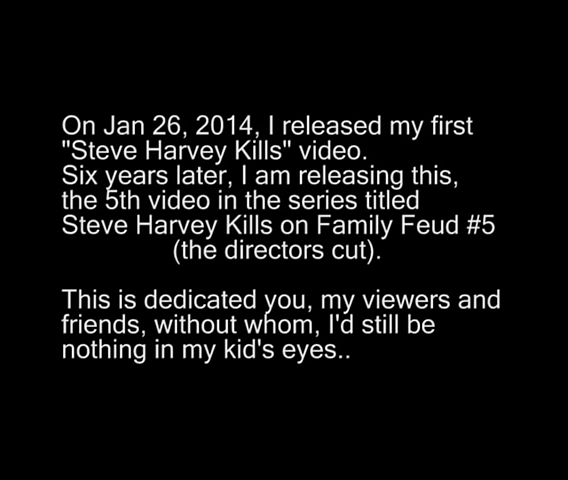 On Jan 26, 2014, I released my first
"Steve Harvey Kills" video.
Six years later, I am releasing this,
the 5th video in the series titled
Steve Harvey Kills on Family Feud #5
(the directors cut).
This is dedicated you, my viewers and
friends, without whom, I'd still be
nothing in my kid's eyes..